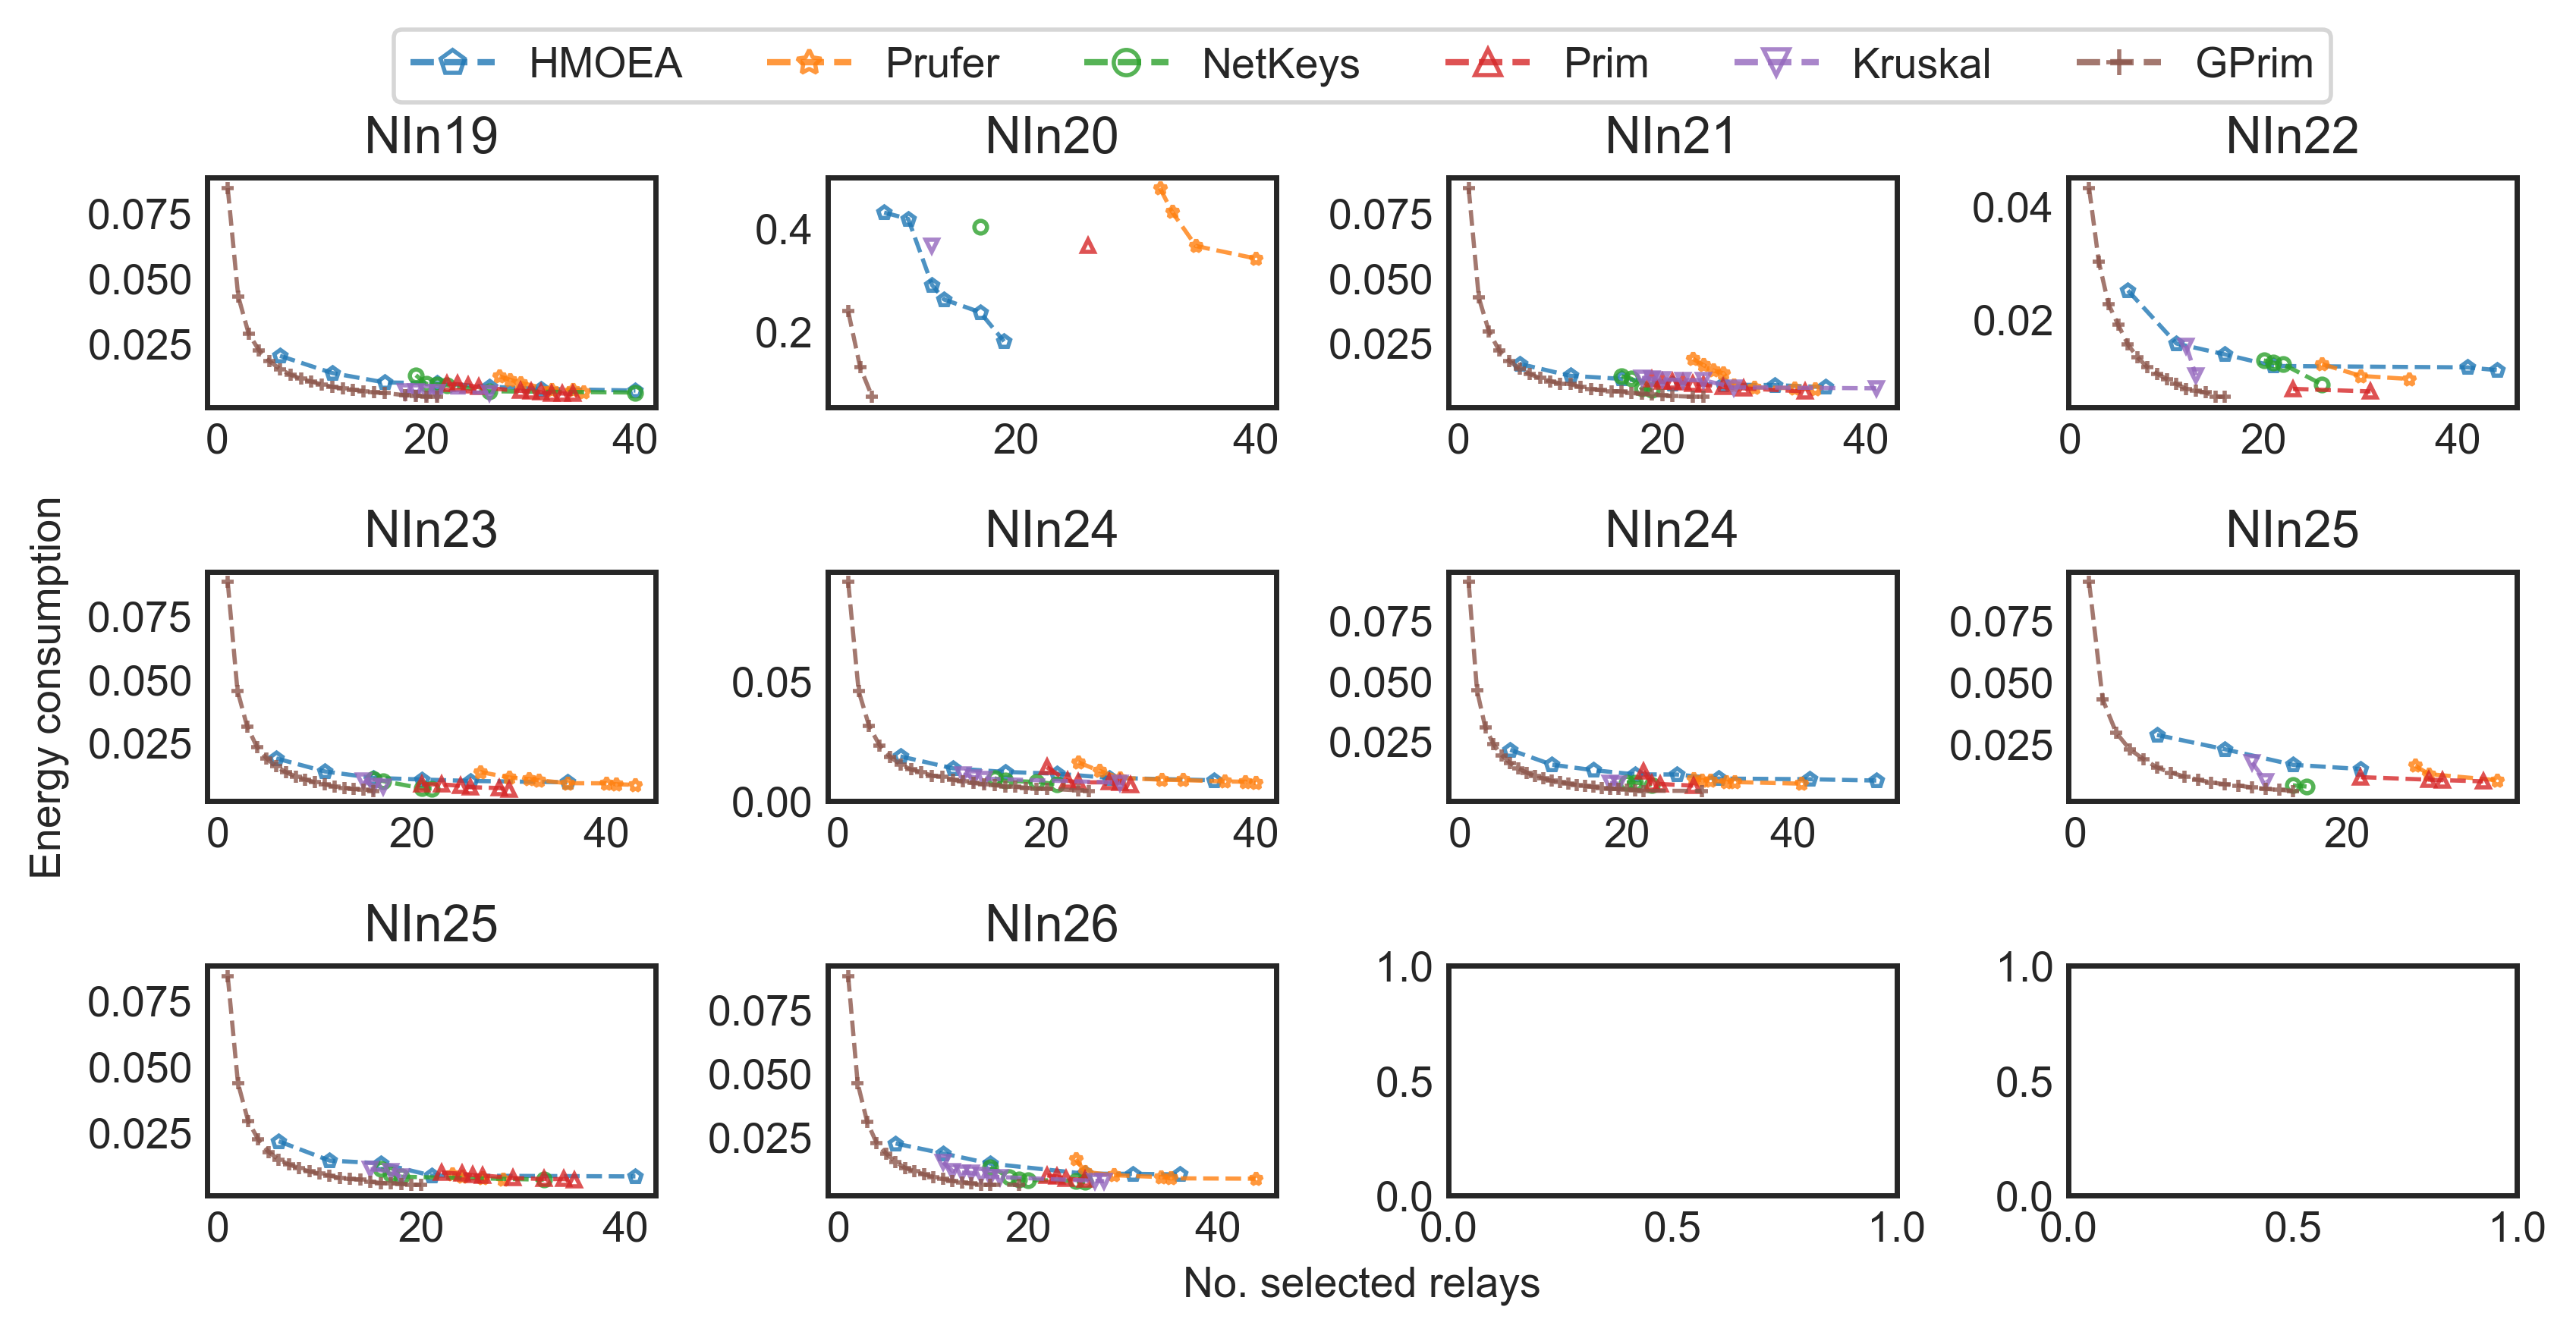 HMOEA Prufer NetKeys Prim Kruskal GPrim
NIn19 NIn20 NIn21 NIn22
0.075 0.050 0.025 0 20 40
0.4 0.2 20 40
0.075 0.050 0.025 0 20 40
0.04 0.02 0 20 40
Energy consumption
NIn23 NIn24 NIn24 NIn25
0.075 0.050 0.025 0 20 40
0.05 0.00 0 20 40
0.075 0.050 0.025 0 20 40
0.075 0.050 0.025 0 20
NIn25 NIn26
0.075 0.050 0.025 0 20 40
0.075 0.050 0.025 0 20 40
1.0 0.5 0.0 0.0 0.5 1.0
1.0 0.5 0.0 0.0 0.5 1.0
No. selected relays